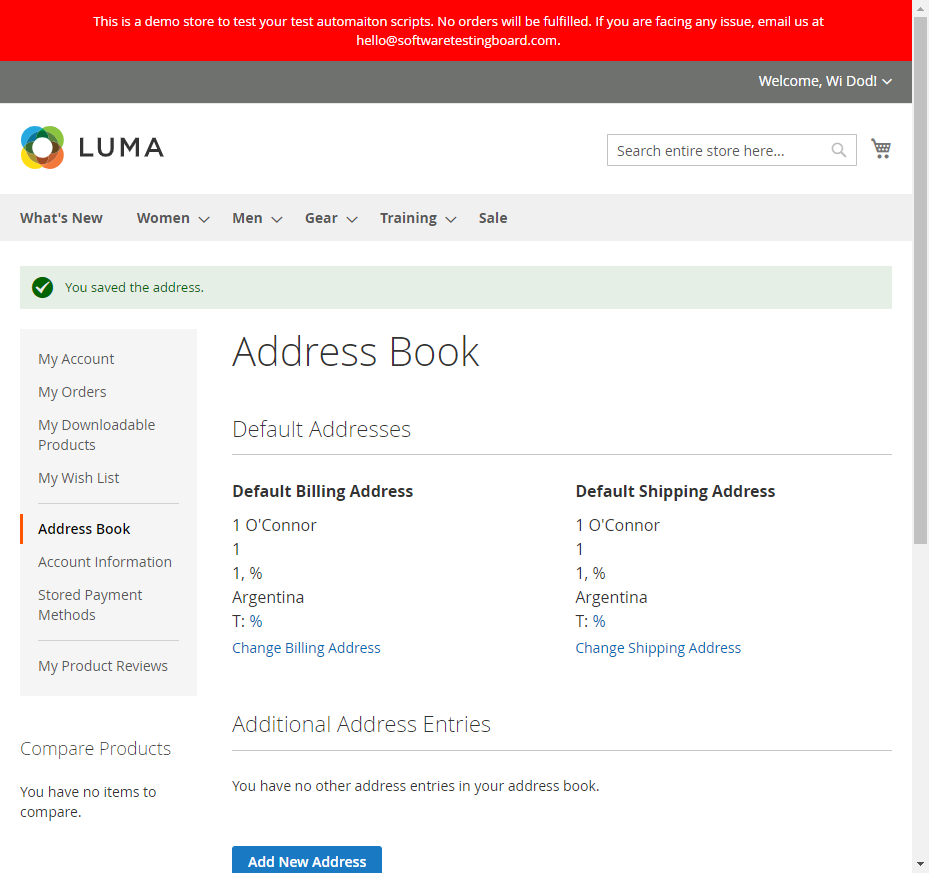 This is a demo store to test your test automaiton scripts. No orders will be fulfilled. If you are facing any issue, email us at
hello@softwaretestingboard.com.
Welcome, Wi Dod!
LUMA
Search entire store here...
What's New Women Men Gear Training Sale
You saved the address.
My Account
My Orders
My Downloadable
Products
My Wish List
Address Book
Account Information
Stored Payment
Methods
My Product Reviews
Compare Products
You have no items to
compare.
Address Book
Default Addresses
Default Billing Address
1 O'Connor
1
1, %
Argentina
T: %
Change Billing Address
Default Shipping Address
1 O'Connor
1
1, %
Argentina
T: %
Change Shipping Address
Additional Address Entries
You have no other address entries in your address book.
Add New Address